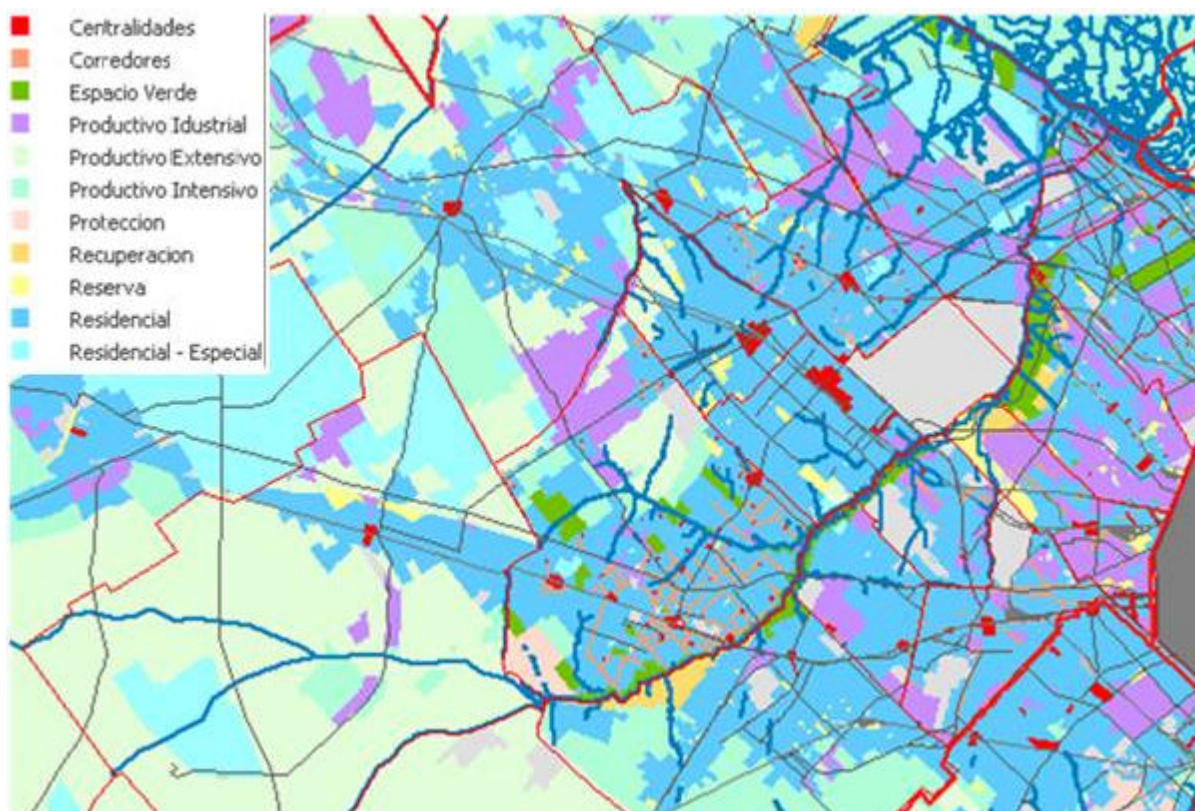 Centralidades
Corredores
Espacio Verde
Productivo Idustrial
Productivo Extensivo
Productivo Intensivo
Proteccion
Recuperacion
Reserva
Residencial
Residencial - Especial